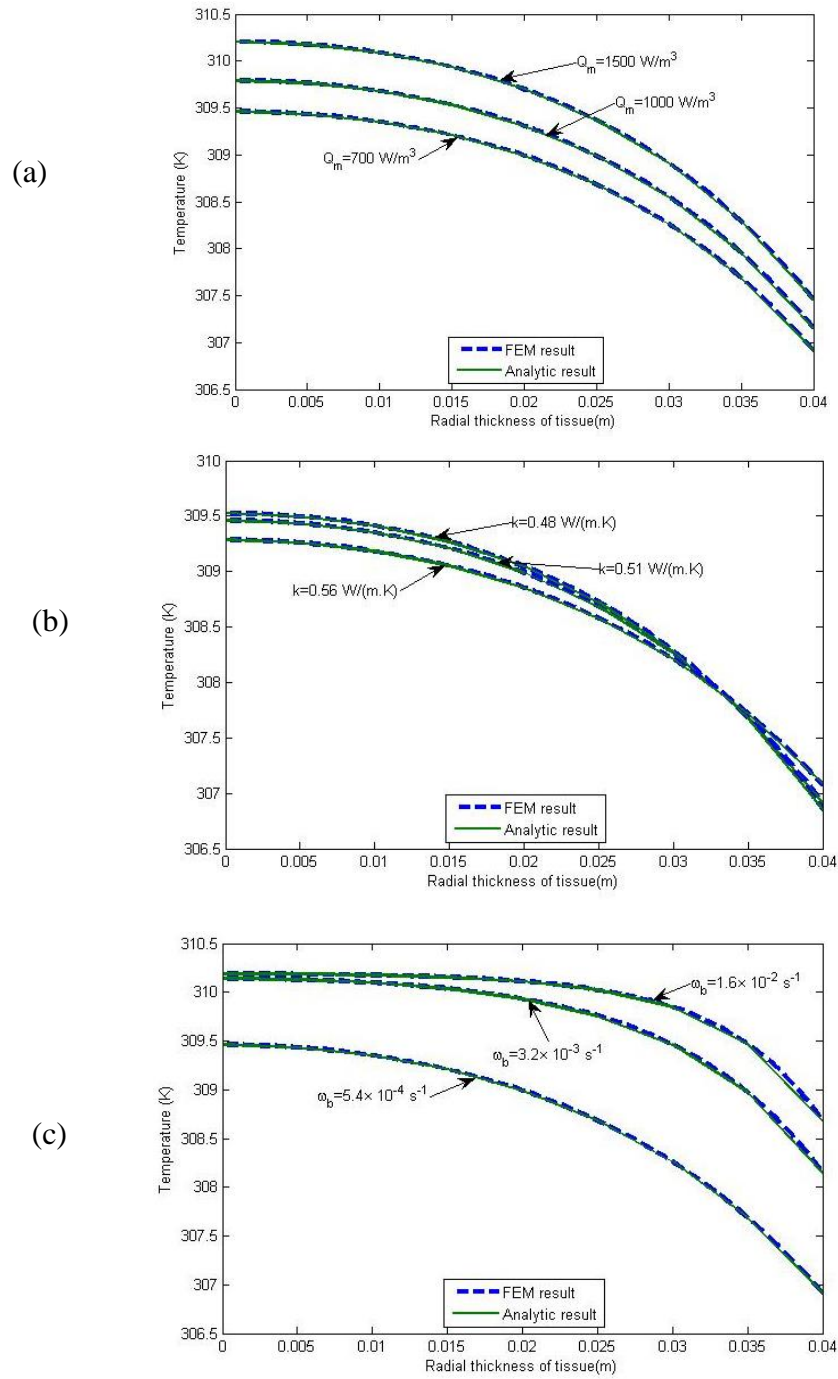 (a)
310.5
310
309.5
309
308.5
308
307.5
307
306.5
Temperature (K)
Q_m=1500 W/m³
Q_m=1000 W/m³
Q_m=700 W/m³
FEM result
Analytic result
0 0.005 0.01 0.015 0.02 0.025 0.03 0.035 0.04
Radial thickness of tissue(m)
(b)
310
309.5
309
308.5
308
307.5
307
306.5
Temperature (K)
k=0.48 W/(m.K)
k=0.51 W/(m.K)
k=0.56 W/(m.K)
FEM result
Analytic result
0 0.005 0.01 0.015 0.02 0.025 0.03 0.035 0.04
Radial thickness of tissue(m)
(c)
310.5
310
309.5
309
308.5
308
307.5
307
306.5
Temperature (K)
ω_b=1.6× 10⁻² s⁻¹
ω_b=3.2× 10⁻³ s⁻¹
ω_b=5.4× 10⁻⁴ s⁻¹
FEM result
Analytic result
0 0.005 0.01 0.015 0.02 0.025 0.03 0.035 0.04
Radial thickness of tissue(m)